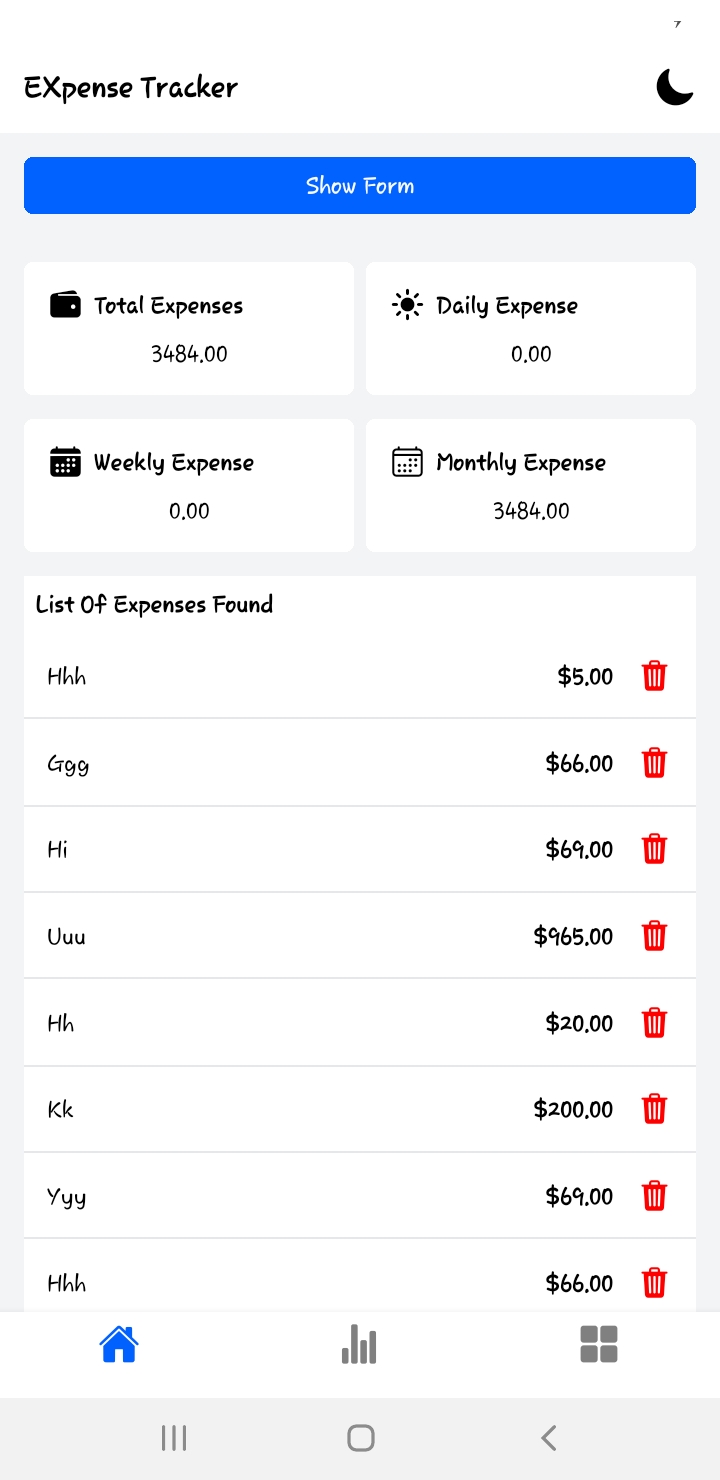 EXpense Tracker
Show Form
Total Expenses
3484.00
Daily Expense
0.00
Weekly Expense
0.00
Monthly Expense
3484.00
List Of Expenses Found
Hhh $5.00
Ggg $66.00
Hi $69.00
Uuu $965.00
Hh $20.00
Kk $200.00
Yyy $69.00
Hhh $66.00